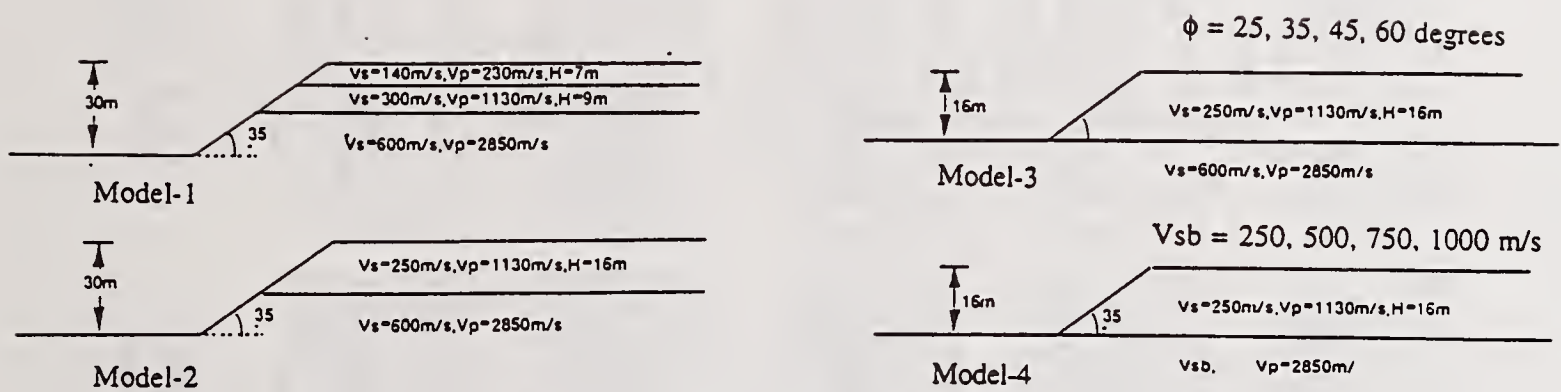 Vs=140m/s,Vp=230m/s,H=7m
30m
Vs=300m/s,Vp=1130m/s,H=9m
35
Vs=600m/s,Vp=2850m/s
Model-1
Vs=250m/s,Vp=1130m/s,H=16m
30m
35
Vs=600m/s,Vp=2850m/s
Model-2
ϕ = 25, 35, 45, 60 degrees
16m
Vs=250m/s,Vp=1130m/s,H=16m
Vs=600m/s,Vp=2850m/s
Model-3
Vsb = 250, 500, 750, 1000 m/s
16m
Vs=250m/s,Vp=1130m/s,H=16m
35
Vsb, Vp=2850m/
Model-4